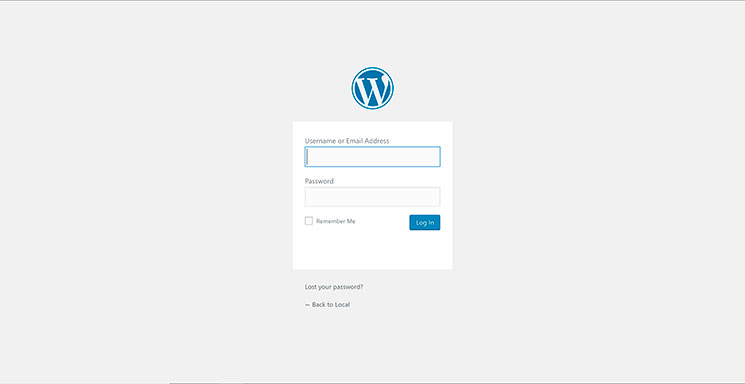 Username or Email Address
Password
Remember Me
Log In
Lost your password?
← Back to Local